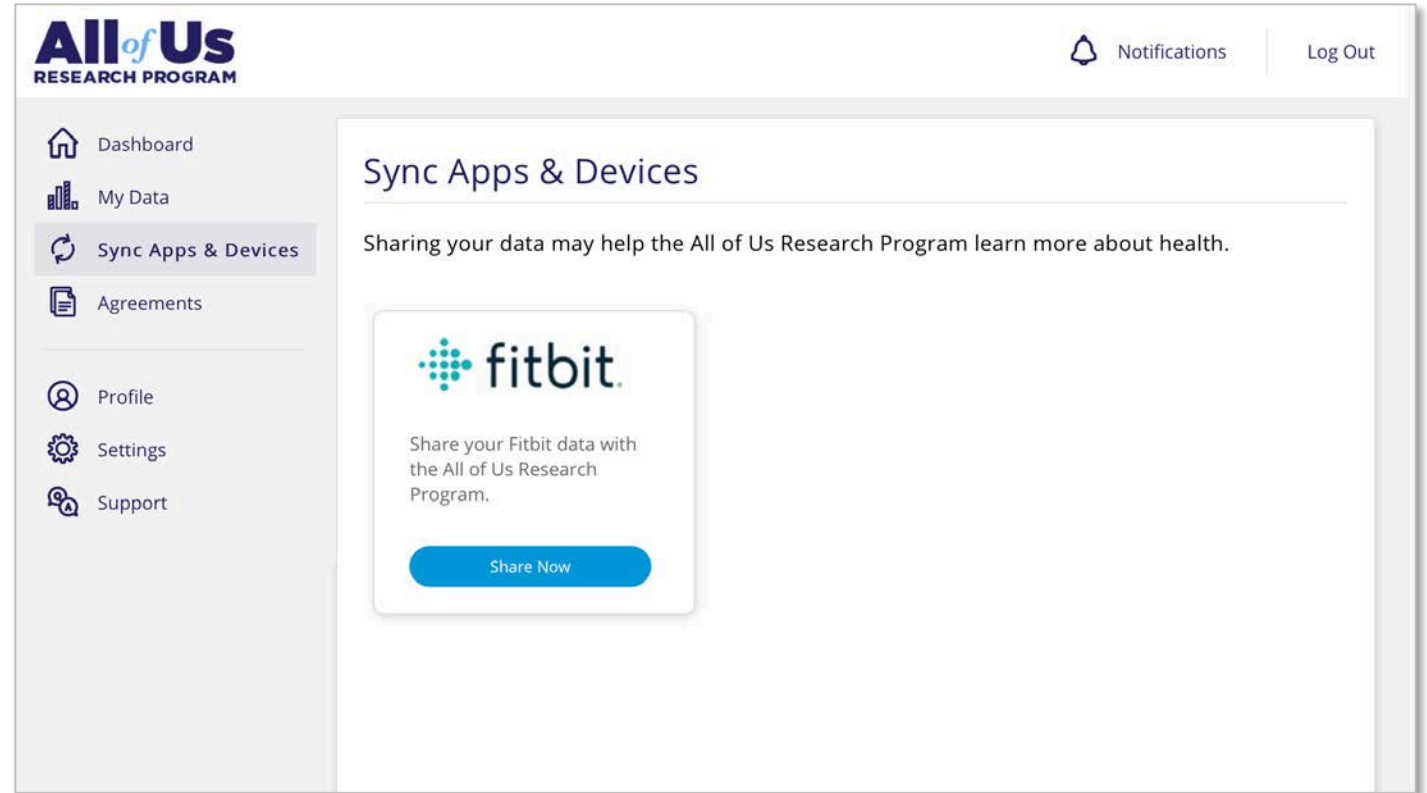 All of Us
RESEARCH PROGRAM
Notifications
Log Out
Dashboard
My Data
Sync Apps & Devices
Agreements
Profile
Settings
Support
Sync Apps & Devices
Sharing your data may help the All of Us Research Program learn more about health.
fitbit.
Share your Fitbit data with
the All of Us Research
Program.
Share Now